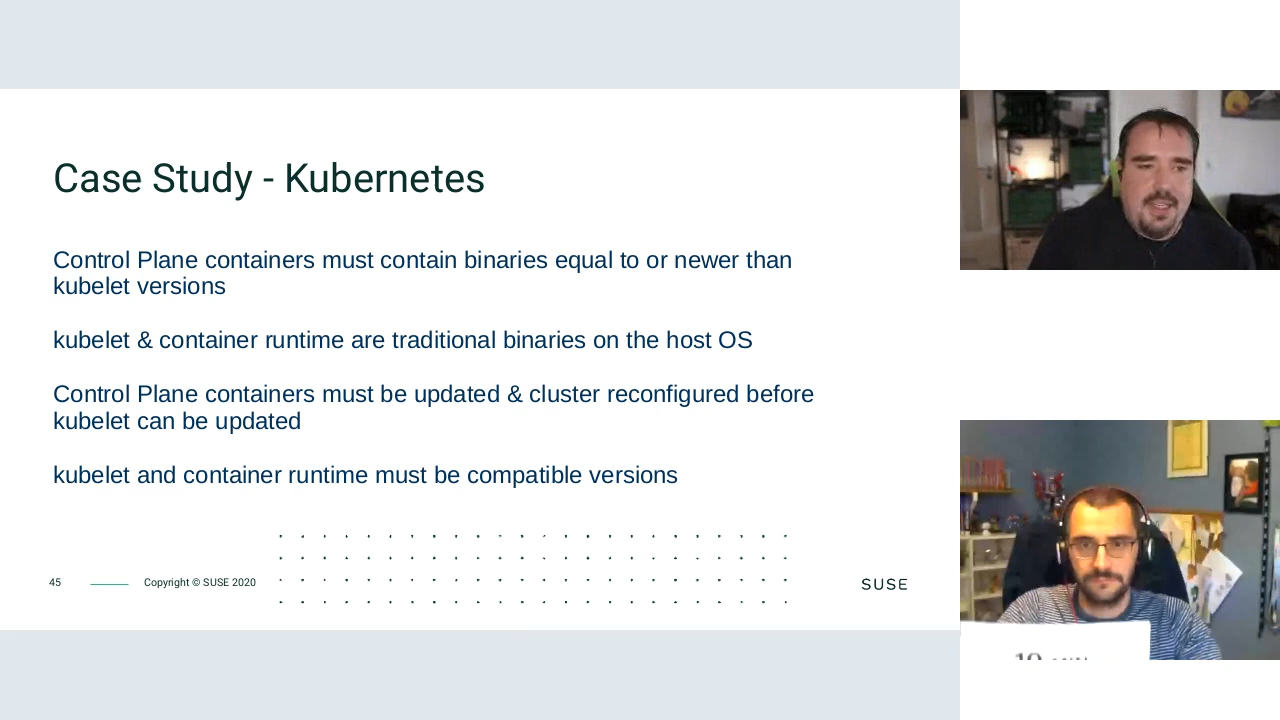 Case Study - Kubernetes
Control Plane containers must contain binaries equal to or newer than
kubelet versions
kubelet & container runtime are traditional binaries on the host OS
Control Plane containers must be updated & cluster reconfigured before
kubelet can be updated
kubelet and container runtime must be compatible versions
45
Copyright © SUSE 2020
SUSE
10 MIN